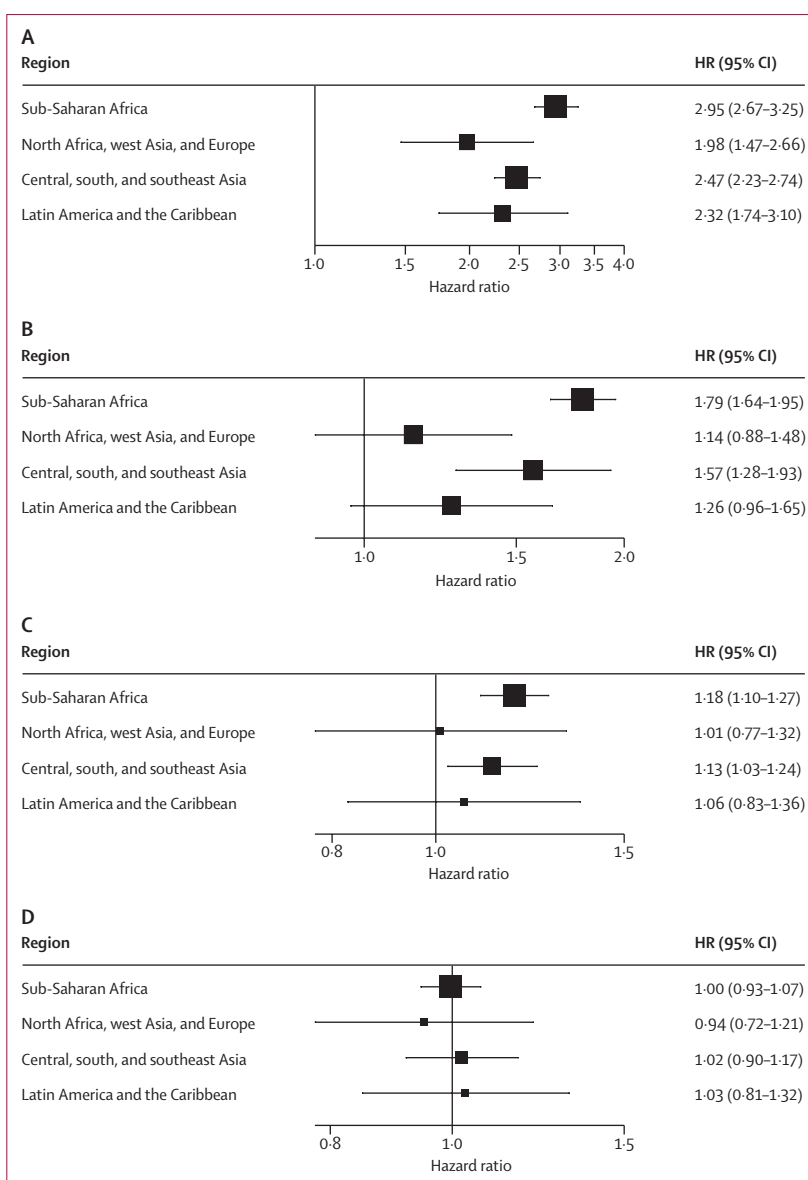 A
Region HR (95% CI)
Sub-Saharan Africa 2·95 (2·67–3·25)
North Africa, west Asia, and Europe 1·98 (1·47–2·66)
Central, south, and southeast Asia 2·47 (2·23–2·74)
Latin America and the Caribbean 2·32 (1·74–3·10)
1·0 1·5 2·0 2·5 3·0 3·5 4·0
Hazard ratio
B
Region HR (95% CI)
Sub-Saharan Africa 1·79 (1·64–1·95)
North Africa, west Asia, and Europe 1·14 (0·88–1·48)
Central, south, and southeast Asia 1·57 (1·28–1·93)
Latin America and the Caribbean 1·26 (0·96–1·65)
1·0 1·5 2·0
Hazard ratio
C
Region HR (95% CI)
Sub-Saharan Africa 1·18 (1·10–1·27)
North Africa, west Asia, and Europe 1·01 (0·77–1·32)
Central, south, and southeast Asia 1·13 (1·03–1·24)
Latin America and the Caribbean 1·06 (0·83–1·36)
0·8 1·0 1·5
Hazard ratio
D
Region HR (95% CI)
Sub-Saharan Africa 1·00 (0·93–1·07)
North Africa, west Asia, and Europe 0·94 (0·72–1·21)
Central, south, and southeast Asia 1·02 (0·90–1·17)
Latin America and the Caribbean 1·03 (0·81–1·32)
0·8 1·0 1·5
Hazard ratio